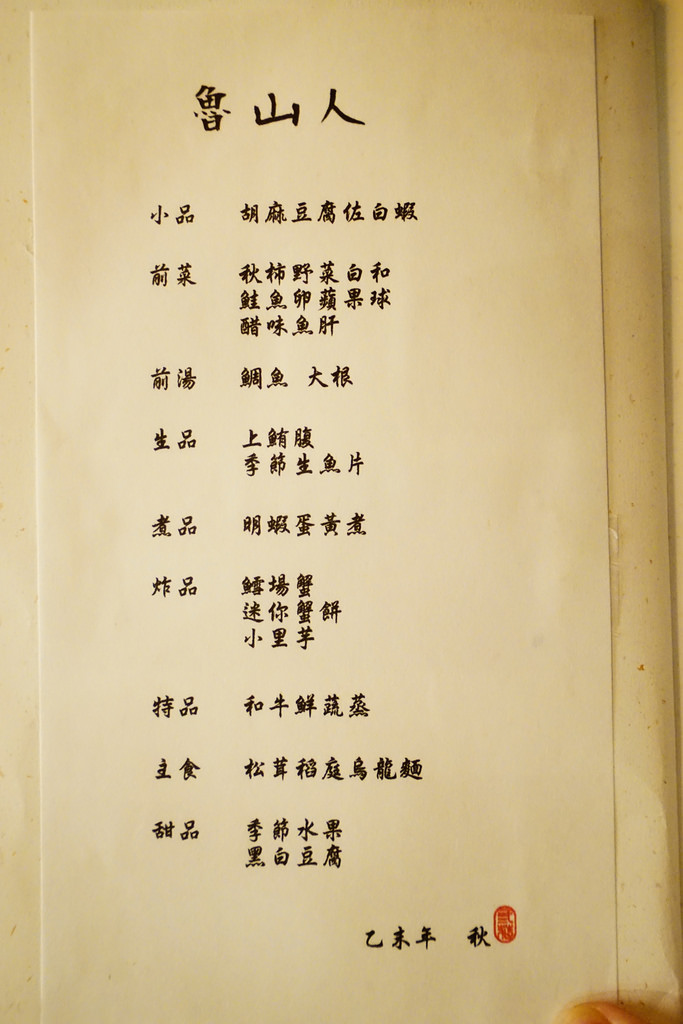 魯山人
小品 胡麻豆腐佐白蝦
前菜 秋柿野菜白和
鮭魚卵蘋果球
醋味魚肝
前湯 鯛魚 大根
生品 上鮪腹
季節生魚片
煮品 明蝦蛋黃煮
炸品 鱈場蟹
迷你蟹餅
小里芋
特品 和牛鮮蔬蒸
主食 松茸稻庭烏龍麵
甜品 季節水果
黑白豆腐
乙未年 秋